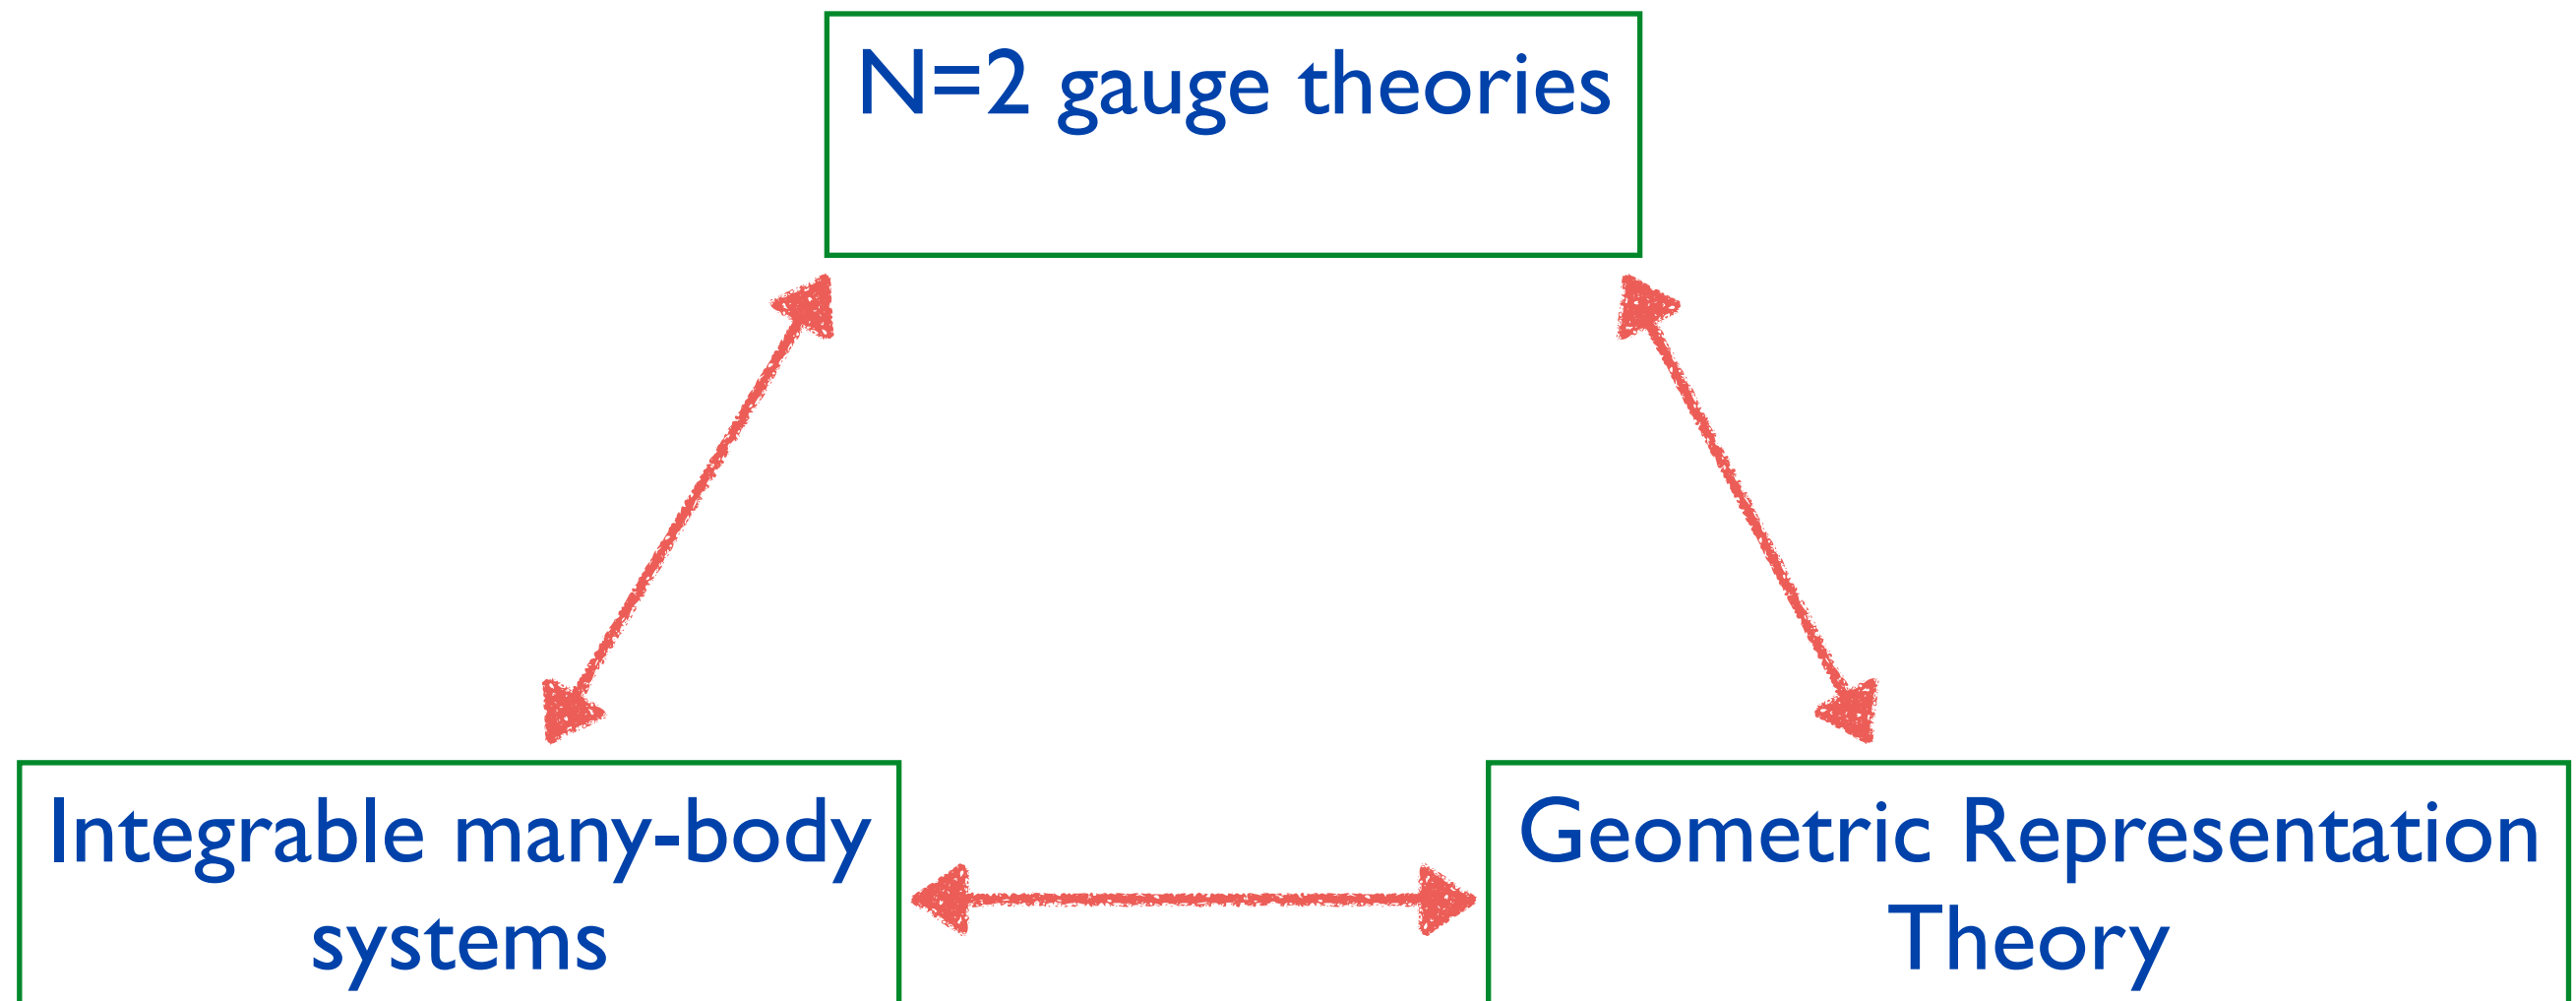 N=2 gauge theories
Integrable many-body
systems
Geometric Representation
Theory